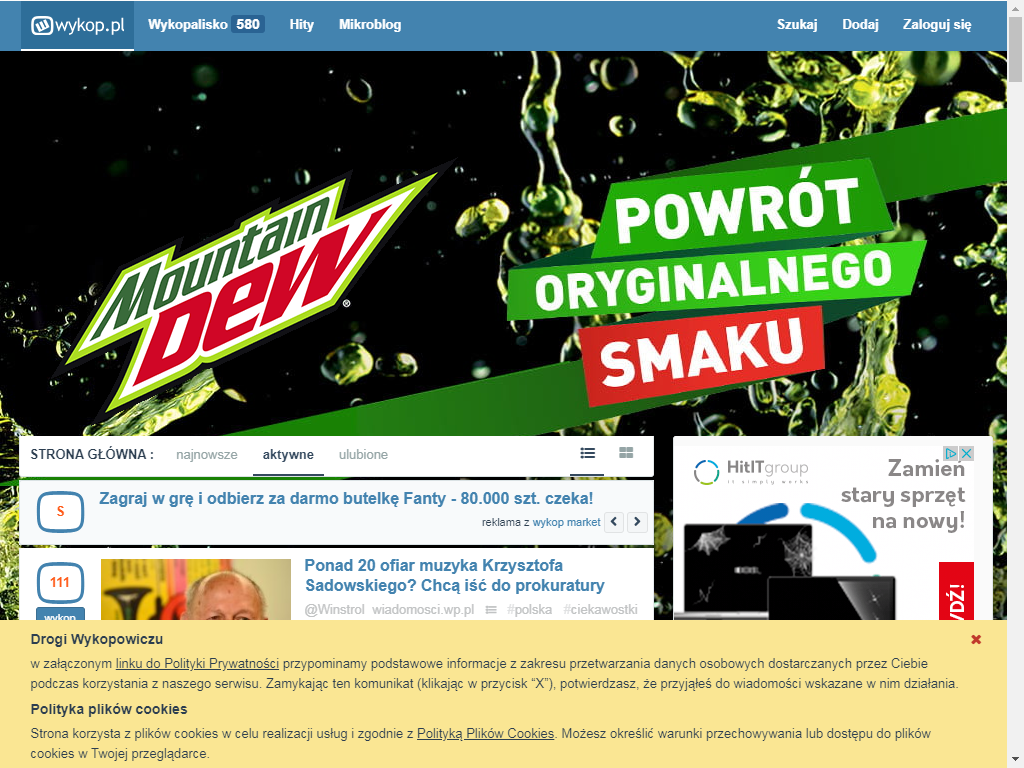 wykop.pl Wykopalisko 580 Hity Mikroblog Szukaj Dodaj Zaloguj się
Mountain
Dew
®
POWRÓT
ORYGINALNEGO
SMAKU
STRONA GŁÓWNA : najnowsze aktywne ulubione
S
Zagraj w grę i odbierz za darmo butelkę Fanty - 80.000 szt. czeka!
reklama z wykop market
111
wykop
Ponad 20 ofiar muzyka Krzysztofa
Sadowskiego? Chcą iść do prokuratury
@Winstrol wiadomosci.wp.pl #polska #ciekawostki
HitITgroup
it simply works
Zamień
stary sprzęt
na nowy!
Drogi Wykopowiczu
w załączonym linku do Polityki Prywatności przypominamy podstawowe informacje z zakresu przetwarzania danych osobowych dostarczanych przez Ciebie
podczas korzystania z naszego serwisu. Zamykając ten komunikat (klikając w przycisk “X”), potwierdzasz, że przyjąłeś do wiadomości wskazane w nim działania.
Polityka plików cookies
Strona korzysta z plików cookies w celu realizacji usług i zgodnie z Polityką Plików Cookies. Możesz określić warunki przechowywania lub dostępu do plików
cookies w Twojej przeglądarce.